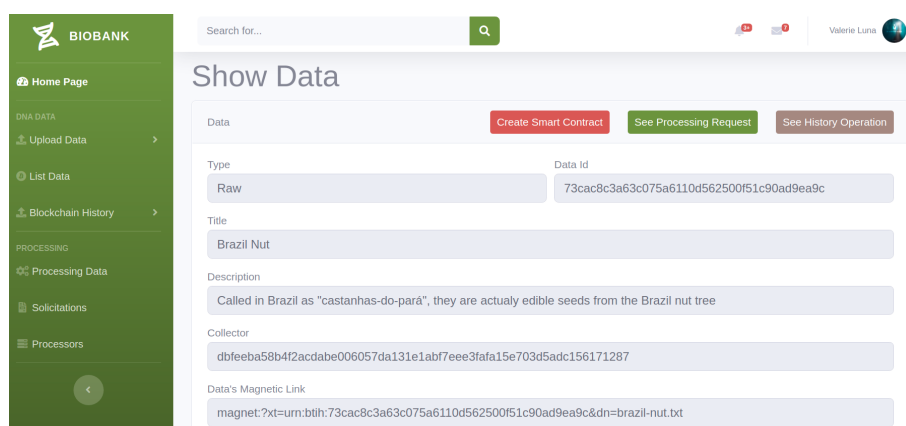 BIOBANK
Search for...
3+
7
Valerie Luna
Home Page
DNA DATA
Upload Data
List Data
Blockchain History
PROCESSING
Processing Data
Solicitations
Processors
Show Data
Data
Create Smart Contract
See Processing Request
See History Operation
Type
Data Id
Raw
73cac8c3a63c075a6110d562500f51c90ad9ea9c
Title
Brazil Nut
Description
Called in Brazil as "castanhas-do-pará", they are actualy edible seeds from the Brazil nut tree
Collector
dbfeeba58b4f2acdabe006057da131e1abf7eee3fafa15e703d5adc156171287
Data's Magnetic Link
magnet:?xt=urn:btih:73cac8c3a63c075a6110d562500f51c90ad9ea9c&dn=brazil-nut.txt